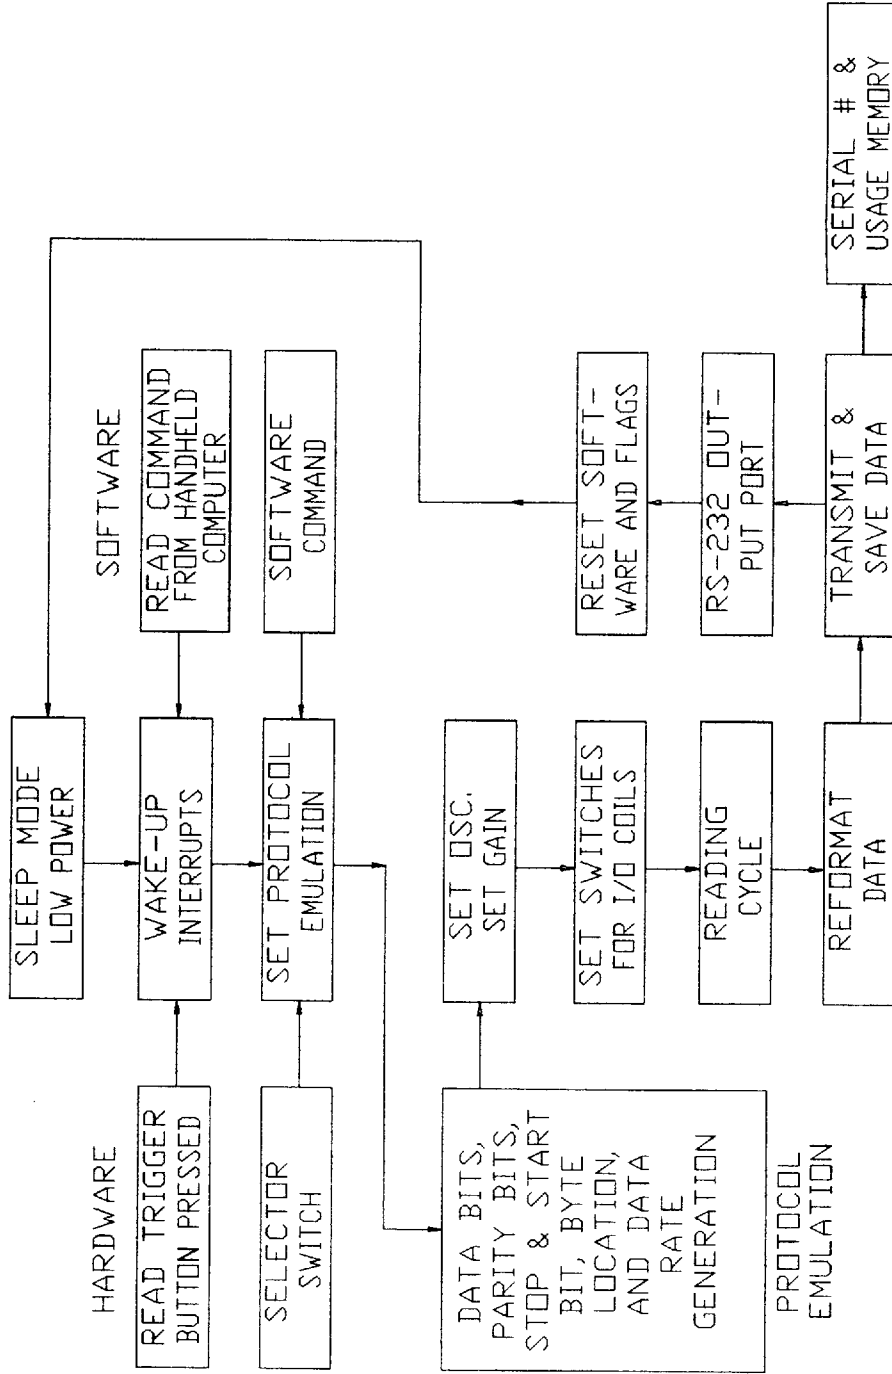 HARDWARE
SOFTWARE
SLEEP MODE
LOW POWER
READ TRIGGER
BUTTON PRESSED
WAKE-UP
INTERRUPTS
READ COMMAND
FROM HANDHELD
COMPUTER
SELECTOR
SWITCH
SET PROTOCOL
EMULATION
SOFTWARE
COMMAND
DATA BITS,
PARITY BITS,
STOP & START
BIT, BYTE
LOCATION,
AND DATA
RATE
GENERATION
PROTOCOL
EMULATION
SET OSC.
SET GAIN
SET SWITCHES
FOR I/O COILS
READING
CYCLE
REFORMAT
DATA
RESET SOFT-
WARE AND FLAGS
RS-232 OUT-
PUT PORT
TRANSMIT &
SAVE DATA
SERIAL # &
USAGE MEMORY